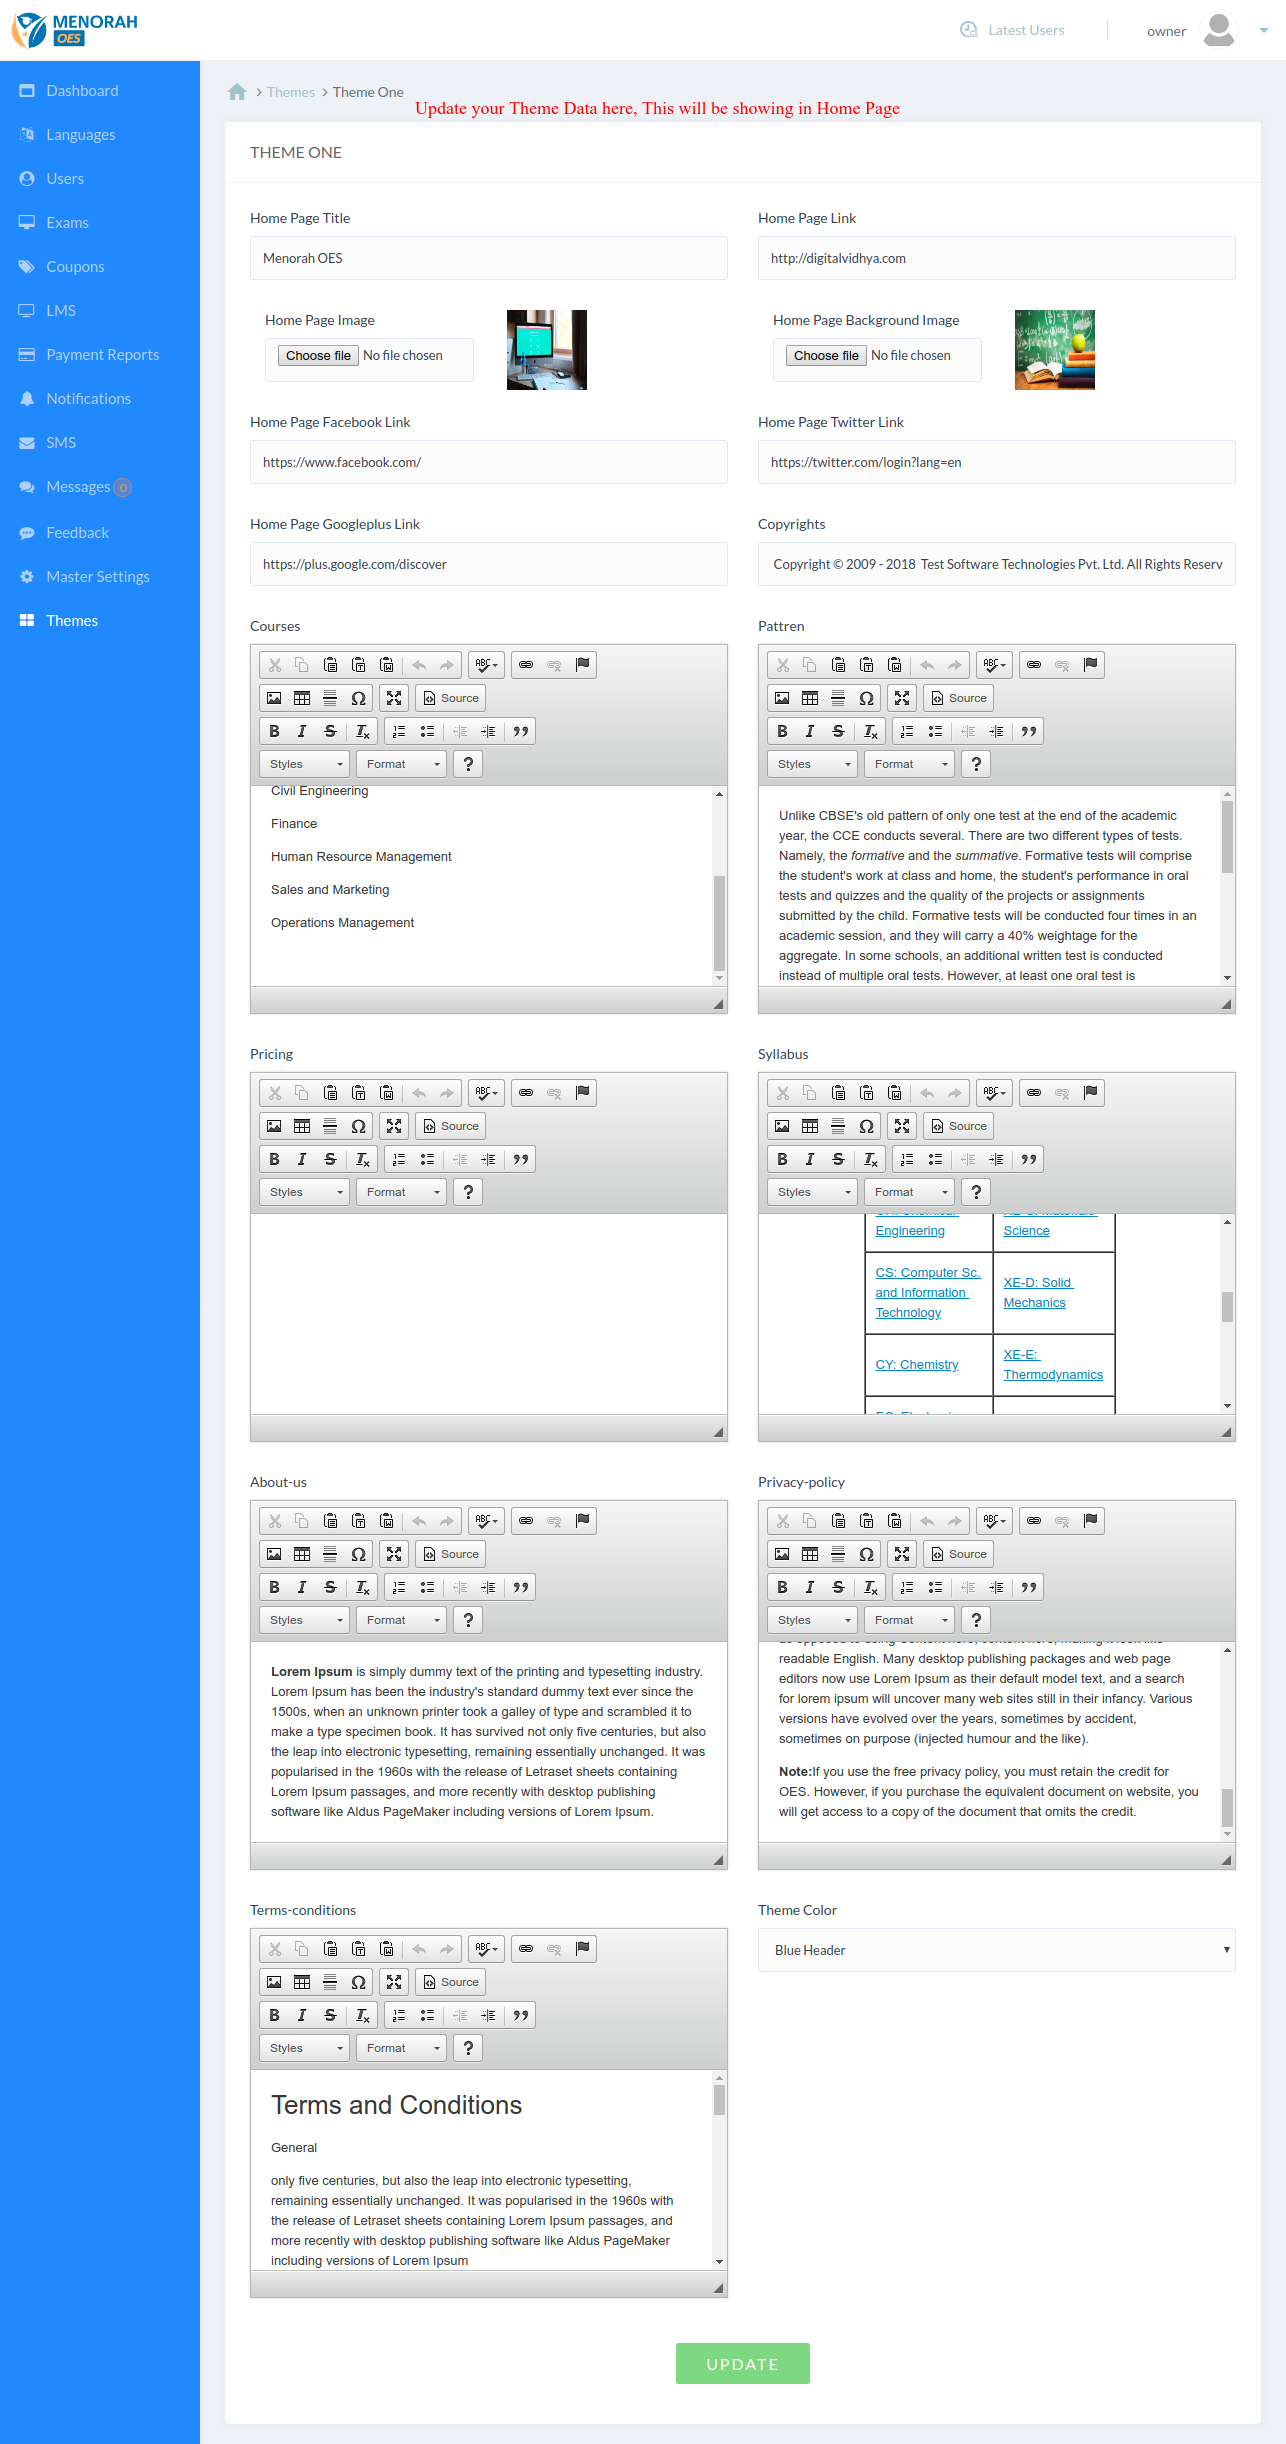 MENORAH
OES
Latest Users
owner
Dashboard
Languages
Users
Exams
Coupons
LMS
Payment Reports
Notifications
SMS
Messages 0
Feedback
Master Settings
Themes
Themes > Theme One
Update your Theme Data here, This will be showing in Home Page
THEME ONE
Home Page Title
Menorah OES
Home Page Link
http://digitalvidhya.com
Home Page Image
Choose file No file chosen
Home Page Background Image
Choose file No file chosen
Home Page Facebook Link
https://www.facebook.com/
Home Page Twitter Link
https://twitter.com/login?lang=en
Home Page Googleplus Link
https://plus.google.com/discover
Copyrights
Copyright © 2009 - 2018 Test Software Technologies Pvt. Ltd. All Rights Reserv
Courses
ABC
Source
Styles
Format
?
Civil Engineering
Finance
Human Resource Management
Sales and Marketing
Operations Management
Pattren
ABC
Source
Styles
Format
?
Unlike CBSE's old pattern of only one test at the end of the academic
year, the CCE conducts several. There are two different types of tests.
Namely, the formative and the summative. Formative tests will comprise
the student's work at class and home, the student's performance in oral
tests and quizzes and the quality of the projects or assignments
submitted by the child. Formative tests will be conducted four times in an
academic session, and they will carry a 40% weightage for the
aggregate. In some schools, an additional written test is conducted
instead of multiple oral tests. However, at least one oral test is
Pricing
ABC
Source
Styles
Format
?
Syllabus
ABC
Source
Styles
Format
?
Engineering
Science
CS: Computer Sc.
and Information
Technology
XE-D: Solid
Mechanics
CY: Chemistry
XE-E:
Thermodynamics
About-us
ABC
Source
Styles
Format
?
Lorem Ipsum is simply dummy text of the printing and typesetting industry.
Lorem Ipsum has been the industry's standard dummy text ever since the
1500s, when an unknown printer took a galley of type and scrambled it to
make a type specimen book. It has survived not only five centuries, but also
the leap into electronic typesetting, remaining essentially unchanged. It was
popularised in the 1960s with the release of Letraset sheets containing
Lorem Ipsum passages, and more recently with desktop publishing
software like Aldus PageMaker including versions of Lorem Ipsum.
Privacy-policy
ABC
Source
Styles
Format
?
readable English. Many desktop publishing packages and web page
editors now use Lorem Ipsum as their default model text, and a search
for lorem ipsum will uncover many web sites still in their infancy. Various
versions have evolved over the years, sometimes by accident,
sometimes on purpose (injected humour and the like).
Note:If you use the free privacy policy, you must retain the credit for
OES. However, if you purchase the equivalent document on website, you
will get access to a copy of the document that omits the credit.
Terms-conditions
ABC
Source
Styles
Format
?
Terms and Conditions
General
only five centuries, but also the leap into electronic typesetting,
remaining essentially unchanged. It was popularised in the 1960s with
the release of Letraset sheets containing Lorem Ipsum passages, and
more recently with desktop publishing software like Aldus PageMaker
including versions of Lorem Ipsum
Theme Color
Blue Header
UPDATE